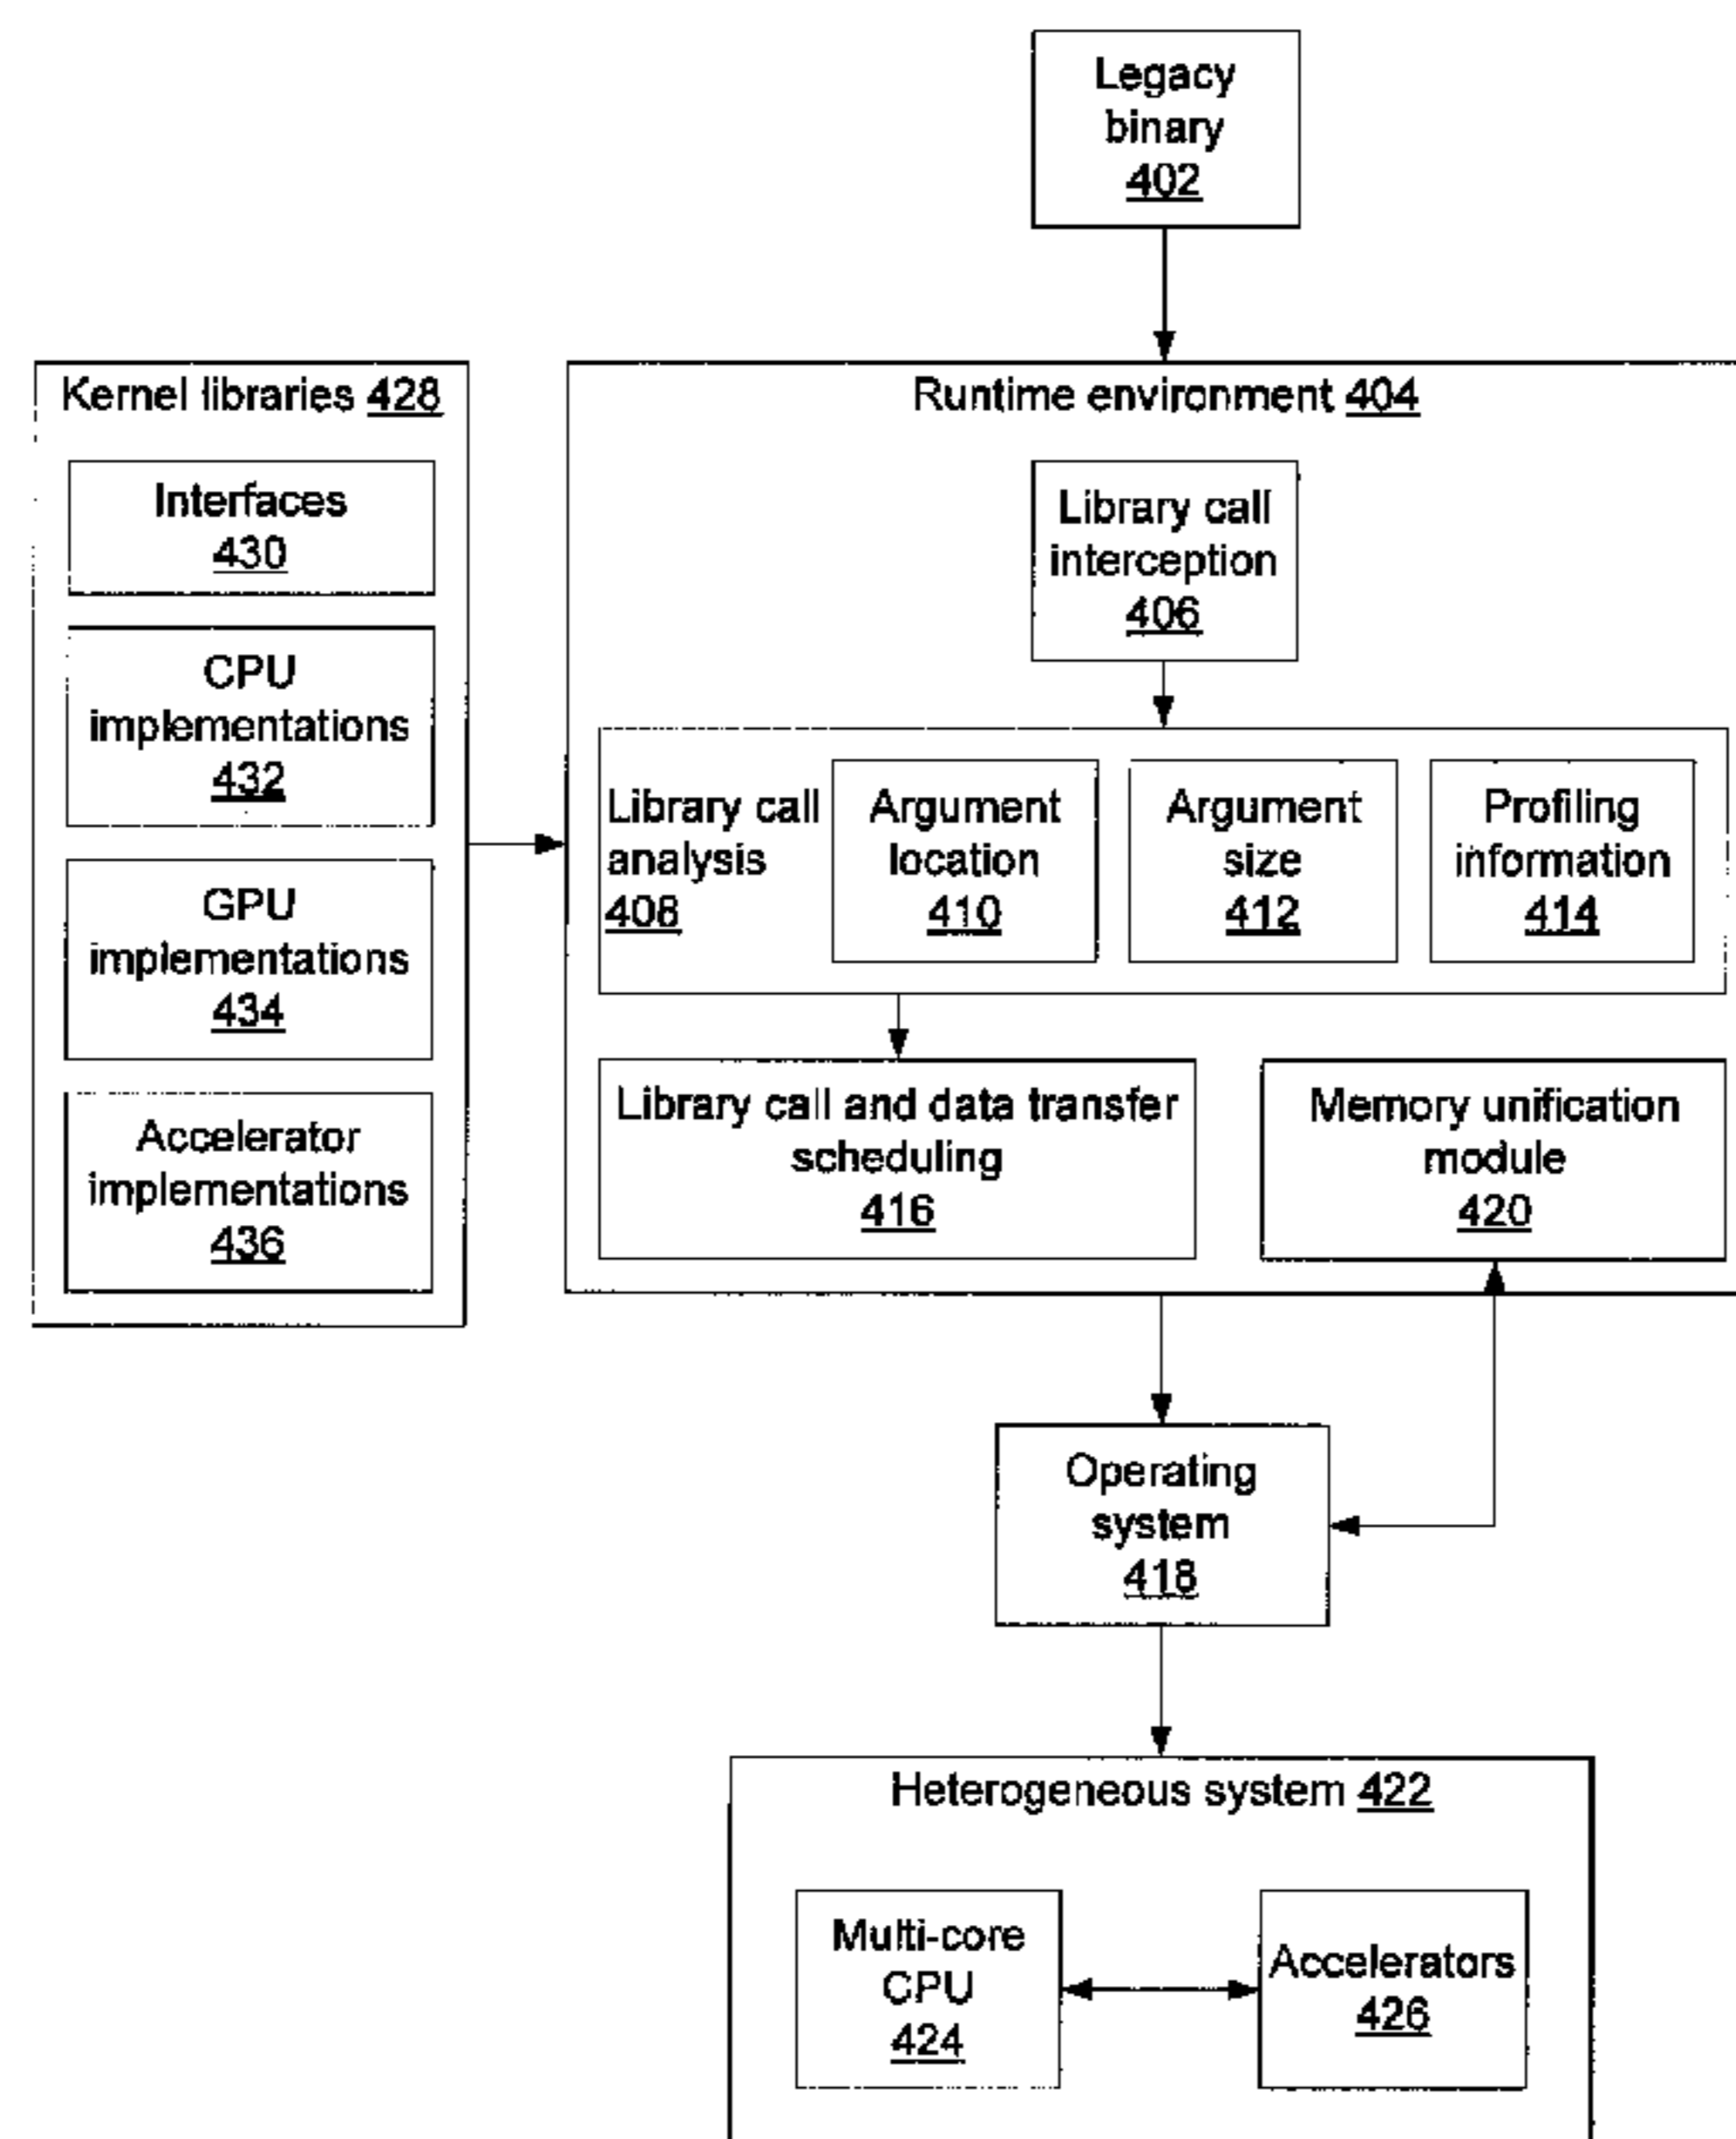 Legacy
binary
402
Kernel libraries 428
Interfaces
430
CPU
implementations
432
GPU
implementations
434
Accelerator
implementations
436
Runtime environment 404
Library call
interception
406
Library call
analysis
408
Argument
location
410
Argument
size
412
Profiling
information
414
Library call and data transfer
scheduling
416
Memory unification
module
420
Operating
system
418
Heterogeneous system 422
Multi-core
CPU
424
Accelerators
426